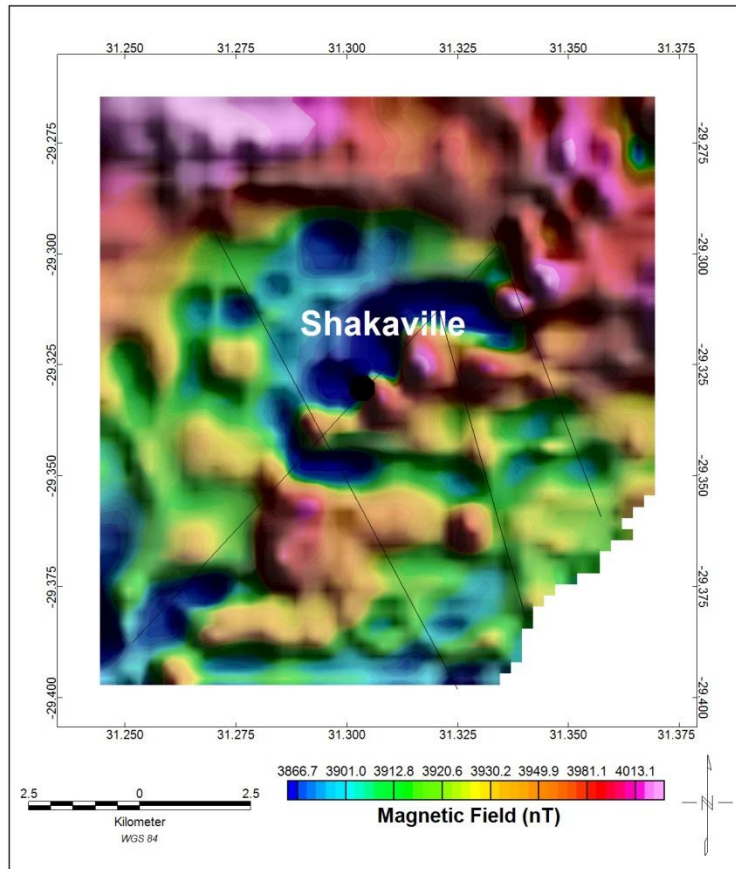 31.250 31.275 31.300 31.325 31.350 31.375
-29.275 -29.275
-29.300 -29.300
Shakaville
-29.325 -29.325
-29.350 -29.350
-29.375 -29.375
-29.400 -29.400
31.250 31.275 31.300 31.325 31.350 31.375
3866.7 3901.0 3912.8 3920.6 3930.2 3949.9 3981.1 4013.1
2.5 0 2.5
Magnetic Field (nT)
Kilometer
WGS 84
N